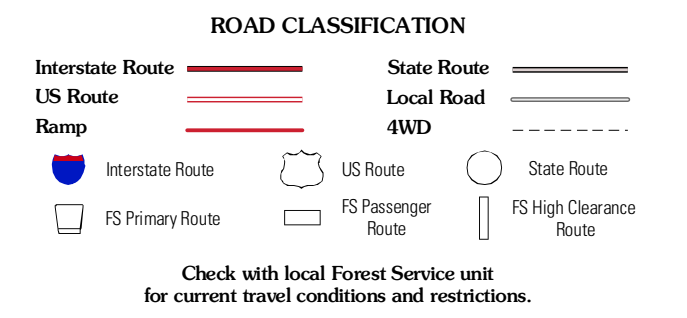 ROAD CLASSIFICATION
Interstate Route
State Route
US Route
Local Road
Ramp
4WD
Interstate Route
US Route
State Route
FS Primary Route
FS Passenger
Route
FS High Clearance
Route
Check with local Forest Service unit
for current travel conditions and restrictions.